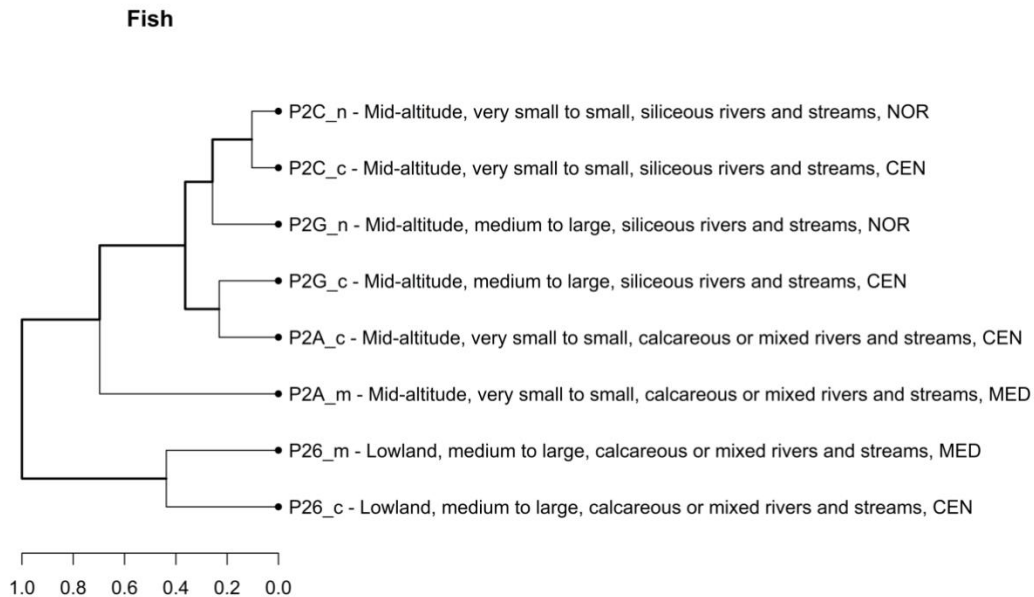 Fish
P2C_n - Mid-altitude, very small to small, siliceous rivers and streams, NOR
P2C_c - Mid-altitude, very small to small, siliceous rivers and streams, CEN
P2G_n - Mid-altitude, medium to large, siliceous rivers and streams, NOR
P2G_c - Mid-altitude, medium to large, siliceous rivers and streams, CEN
P2A_c - Mid-altitude, very small to small, calcareous or mixed rivers and streams, CEN
P2A_m - Mid-altitude, very small to small, calcareous or mixed rivers and streams, MED
P26_m - Lowland, medium to large, calcareous or mixed rivers and streams, MED
P26_c - Lowland, medium to large, calcareous or mixed rivers and streams, CEN
1.0 0.8 0.6 0.4 0.2 0.0